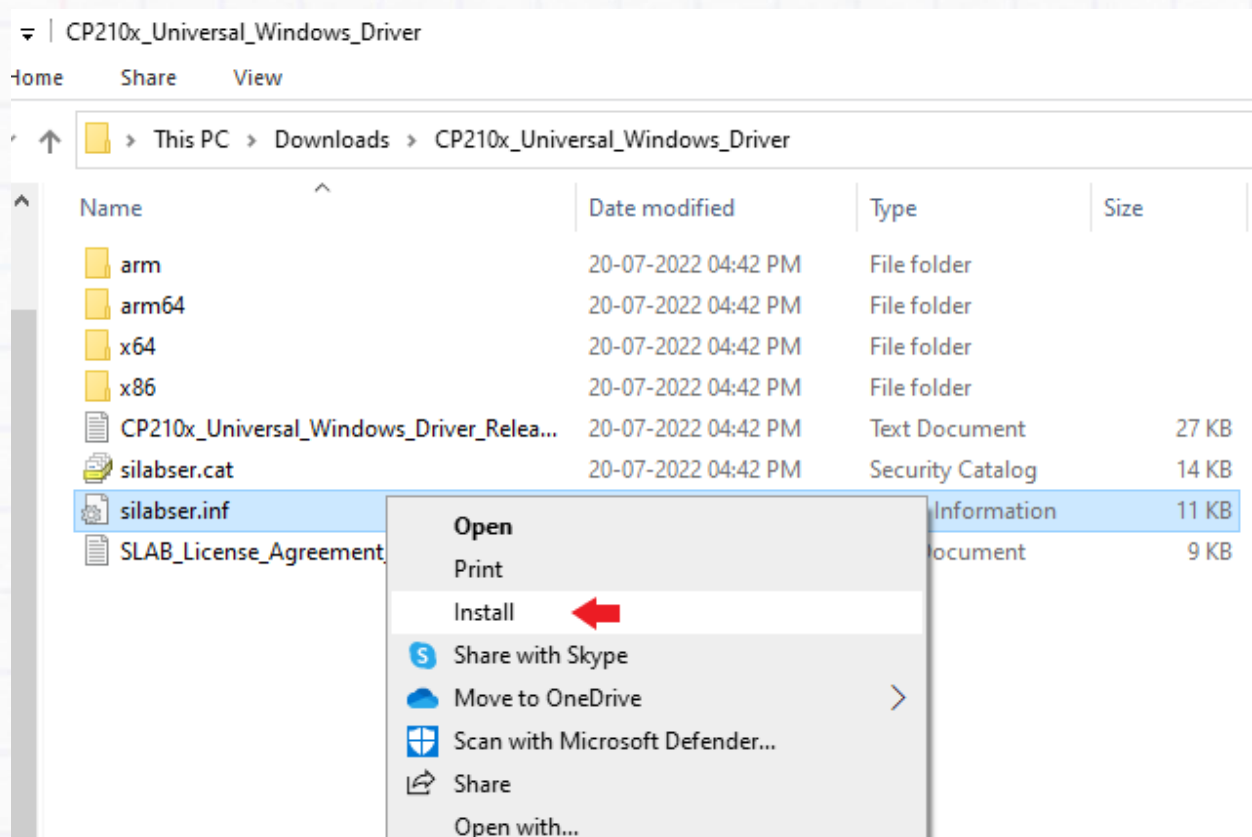 CP210x_Universal_Windows_Driver
Home Share View
This PC > Downloads > CP210x_Universal_Windows_Driver
Name Date modified Type Size
arm 20-07-2022 04:42 PM File folder
arm64 20-07-2022 04:42 PM File folder
x64 20-07-2022 04:42 PM File folder
x86 20-07-2022 04:42 PM File folder
CP210x_Universal_Windows_Driver_Relea... 20-07-2022 04:42 PM Text Document 27 KB
silabser.cat 20-07-2022 04:42 PM Security Catalog 14 KB
silabser.inf Information 11 KB
SLAB_License_Agreement_ Document 9 KB
Open
Print
Install
Share with Skype
Move to OneDrive
Scan with Microsoft Defender...
Share
Open with...